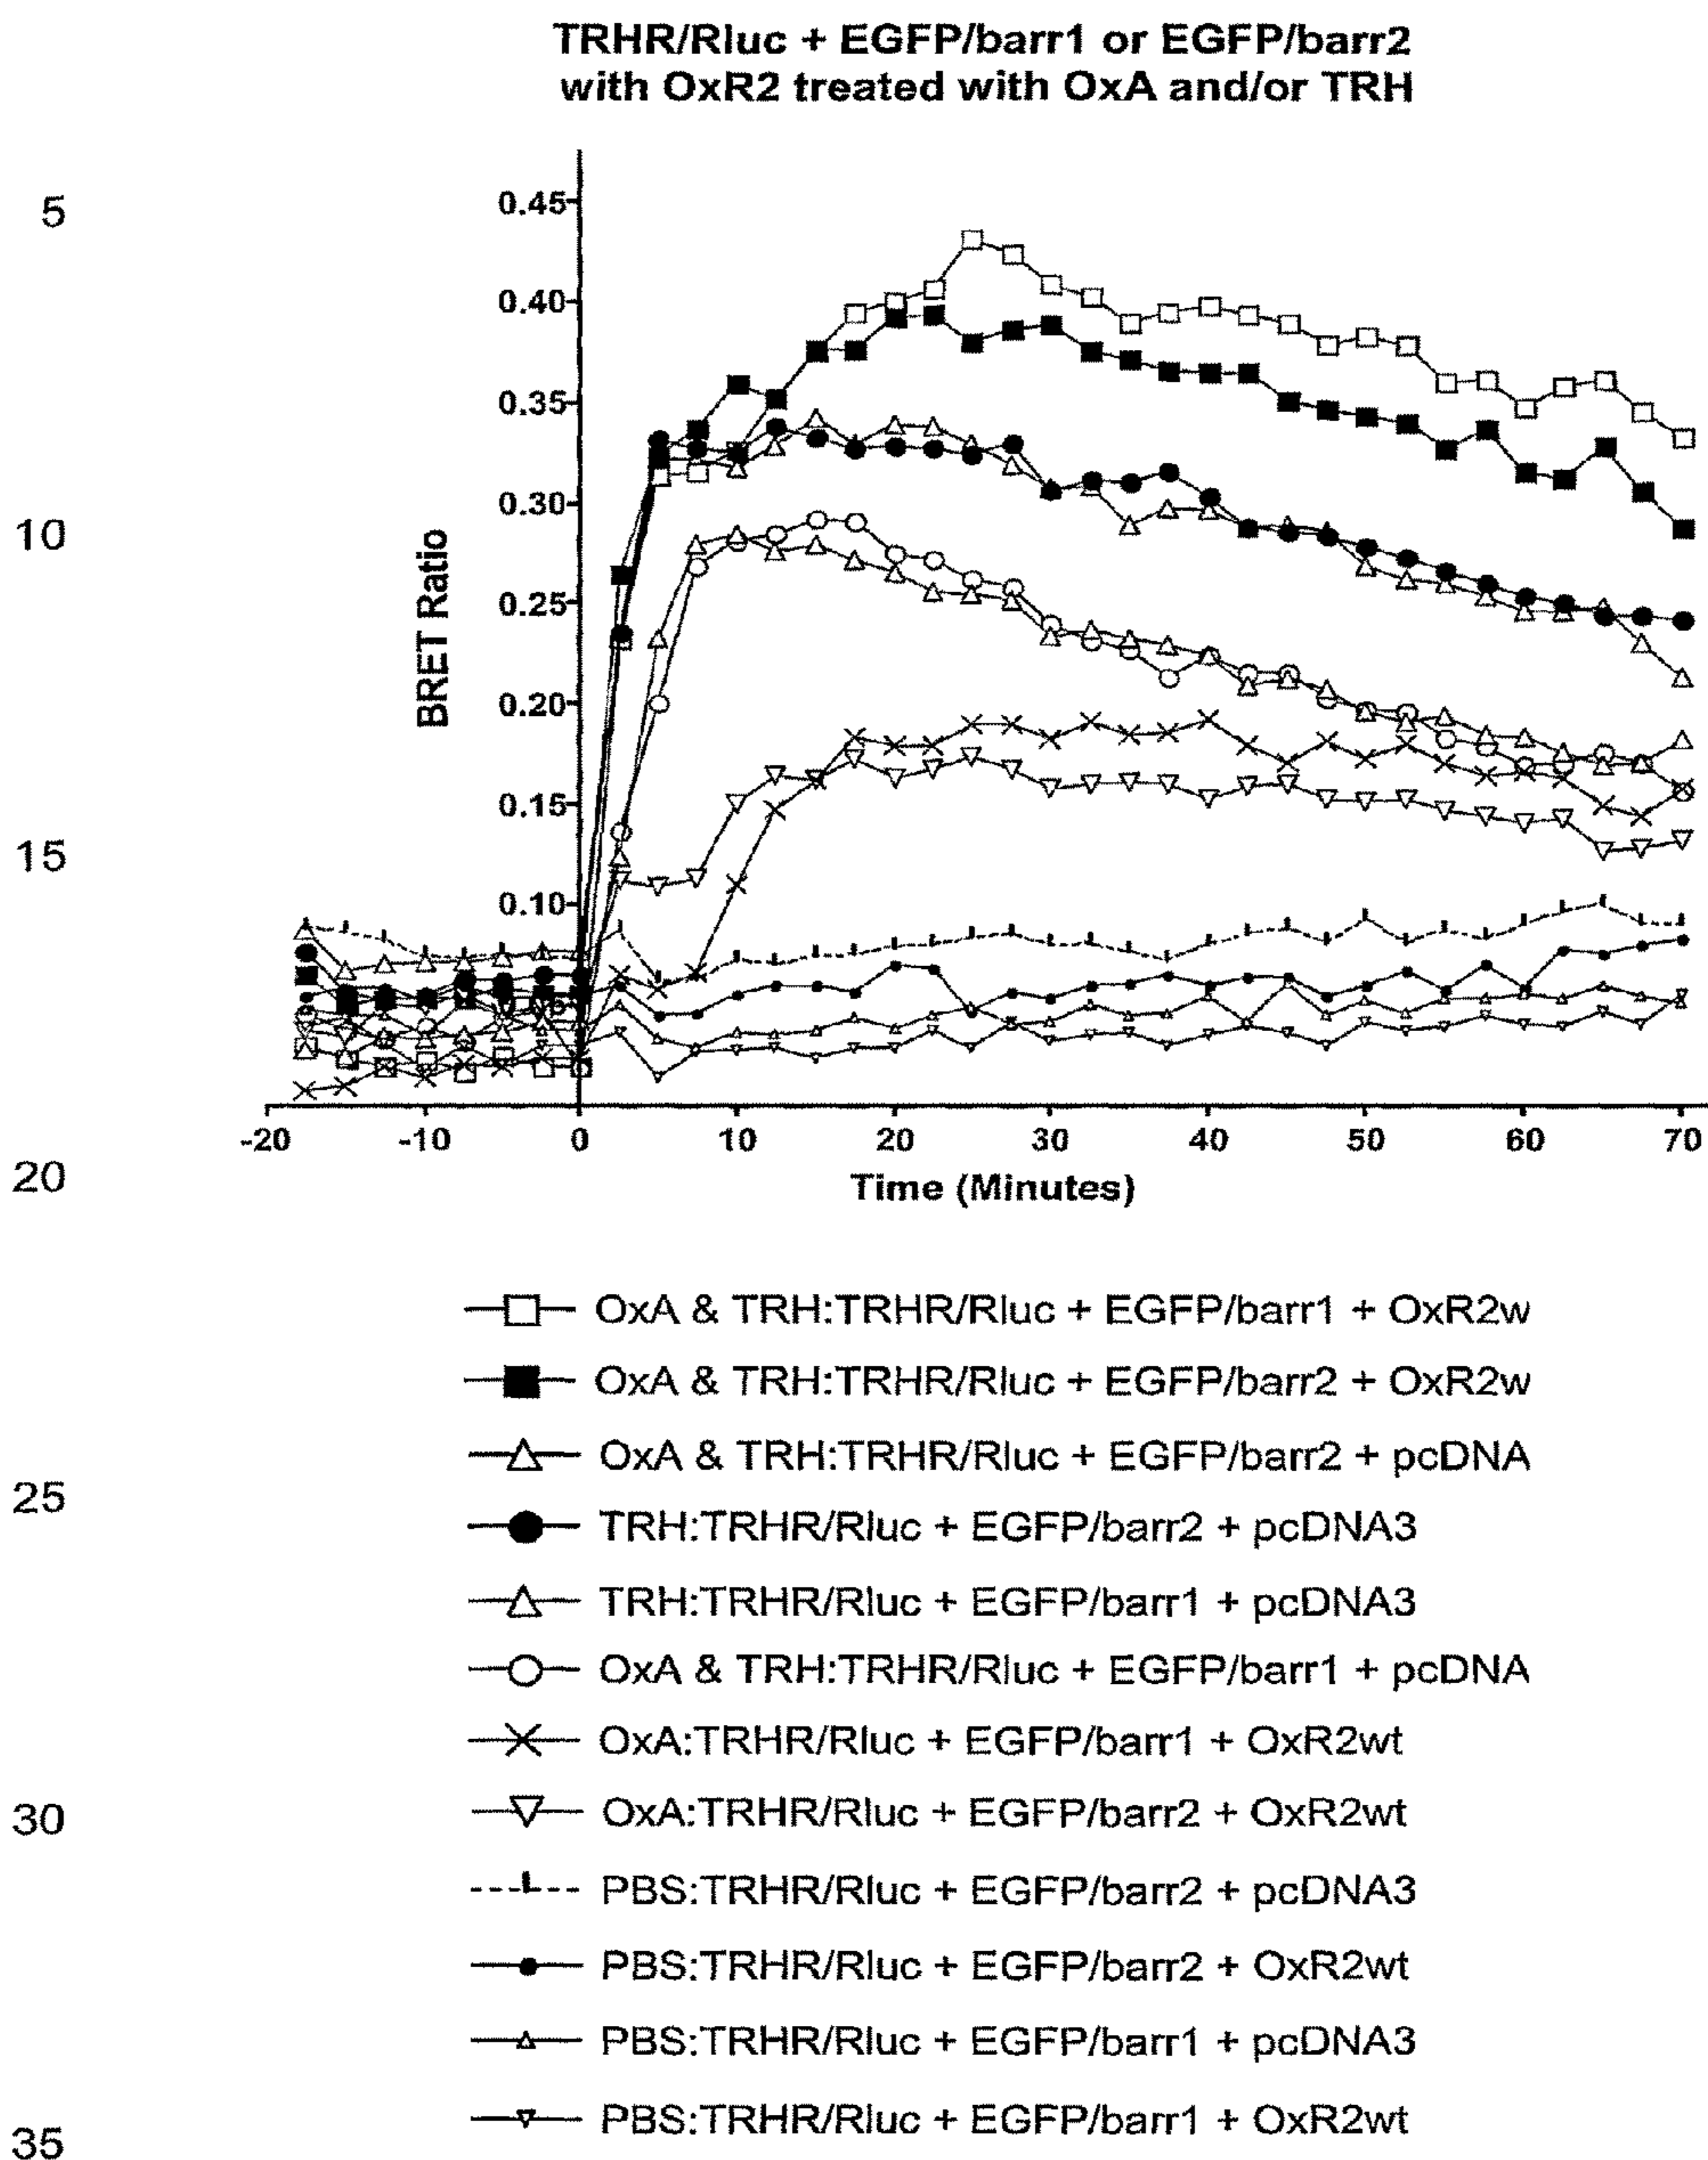 TRHR/Rluc + EGFP/barr1 or EGFP/barr2
with OxR2 treated with OxA and/or TRH
5
10
15
20
25
30
35
0.45
0.40
0.35
0.30
0.25
0.20
0.15
0.10
BRET Ratio
-20 -10 0 10 20 30 40 50 60 70
Time (Minutes)
OxA & TRH:TRHR/Rluc + EGFP/barr1 + OxR2w
OxA & TRH:TRHR/Rluc + EGFP/barr2 + OxR2w
OxA & TRH:TRHR/Rluc + EGFP/barr2 + pcDNA
TRH:TRHR/Rluc + EGFP/barr2 + pcDNA3
TRH:TRHR/Rluc + EGFP/barr1 + pcDNA3
OxA & TRH:TRHR/Rluc + EGFP/barr1 + pcDNA
OxA:TRHR/Rluc + EGFP/barr1 + OxR2wt
OxA:TRHR/Rluc + EGFP/barr2 + OxR2wt
PBS:TRHR/Rluc + EGFP/barr2 + pcDNA3
PBS:TRHR/Rluc + EGFP/barr2 + OxR2wt
PBS:TRHR/Rluc + EGFP/barr1 + pcDNA3
PBS:TRHR/Rluc + EGFP/barr1 + OxR2wt